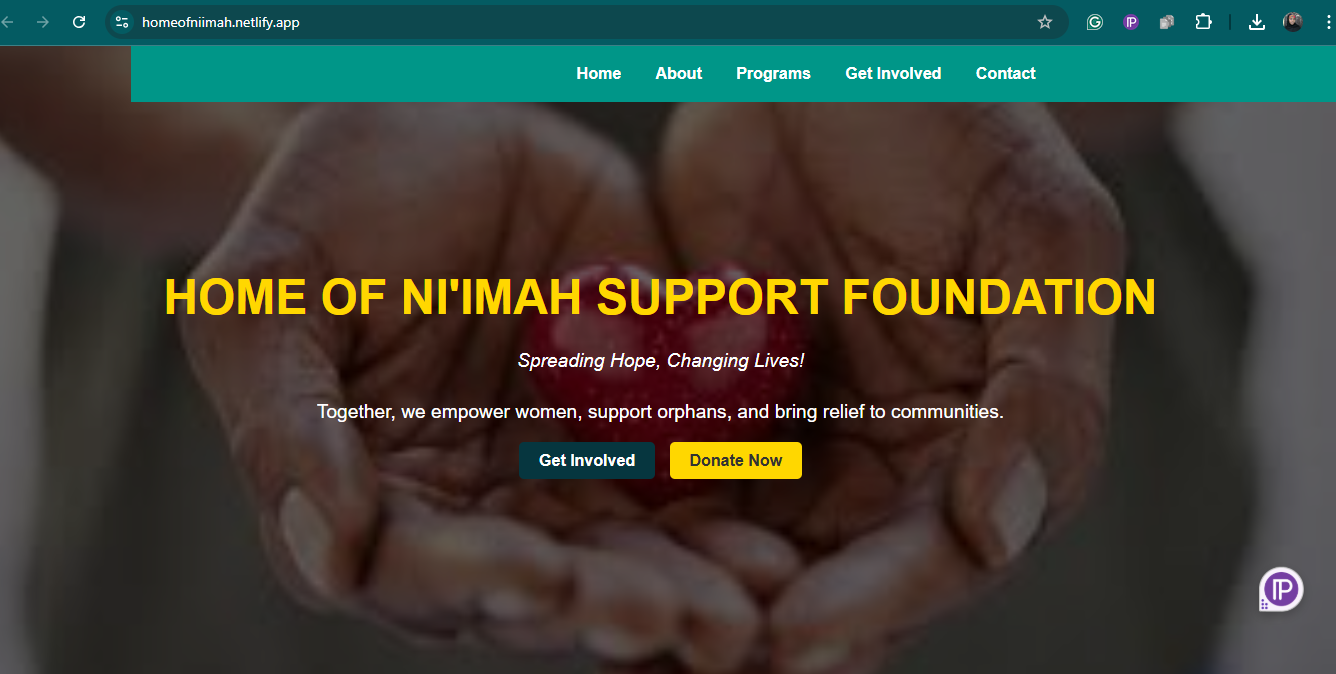 homeofniimah.netlify.app
Home About Programs Get Involved Contact
HOME OF NI'IMAH SUPPORT FOUNDATION
Spreading Hope, Changing Lives!
Together, we empower women, support orphans, and bring relief to communities.
Get Involved Donate Now